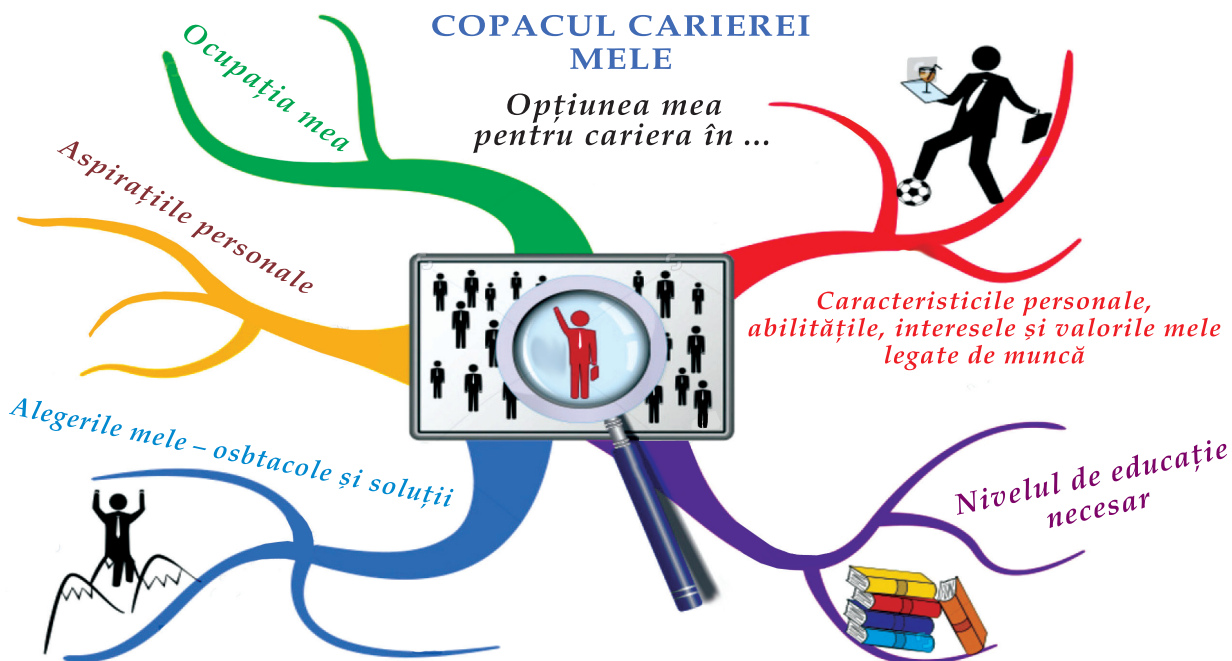 COPACUL CARIEREI
MELE
Opțiunea mea
pentru cariera în ...
Ocupația mea
Aspirațiile personale
Alegerile mele – osbtacole și soluții
Caracteristicile personale,
abilitățile, interesele și valorile mele
legate de muncă
Nivelul de educație
necesar